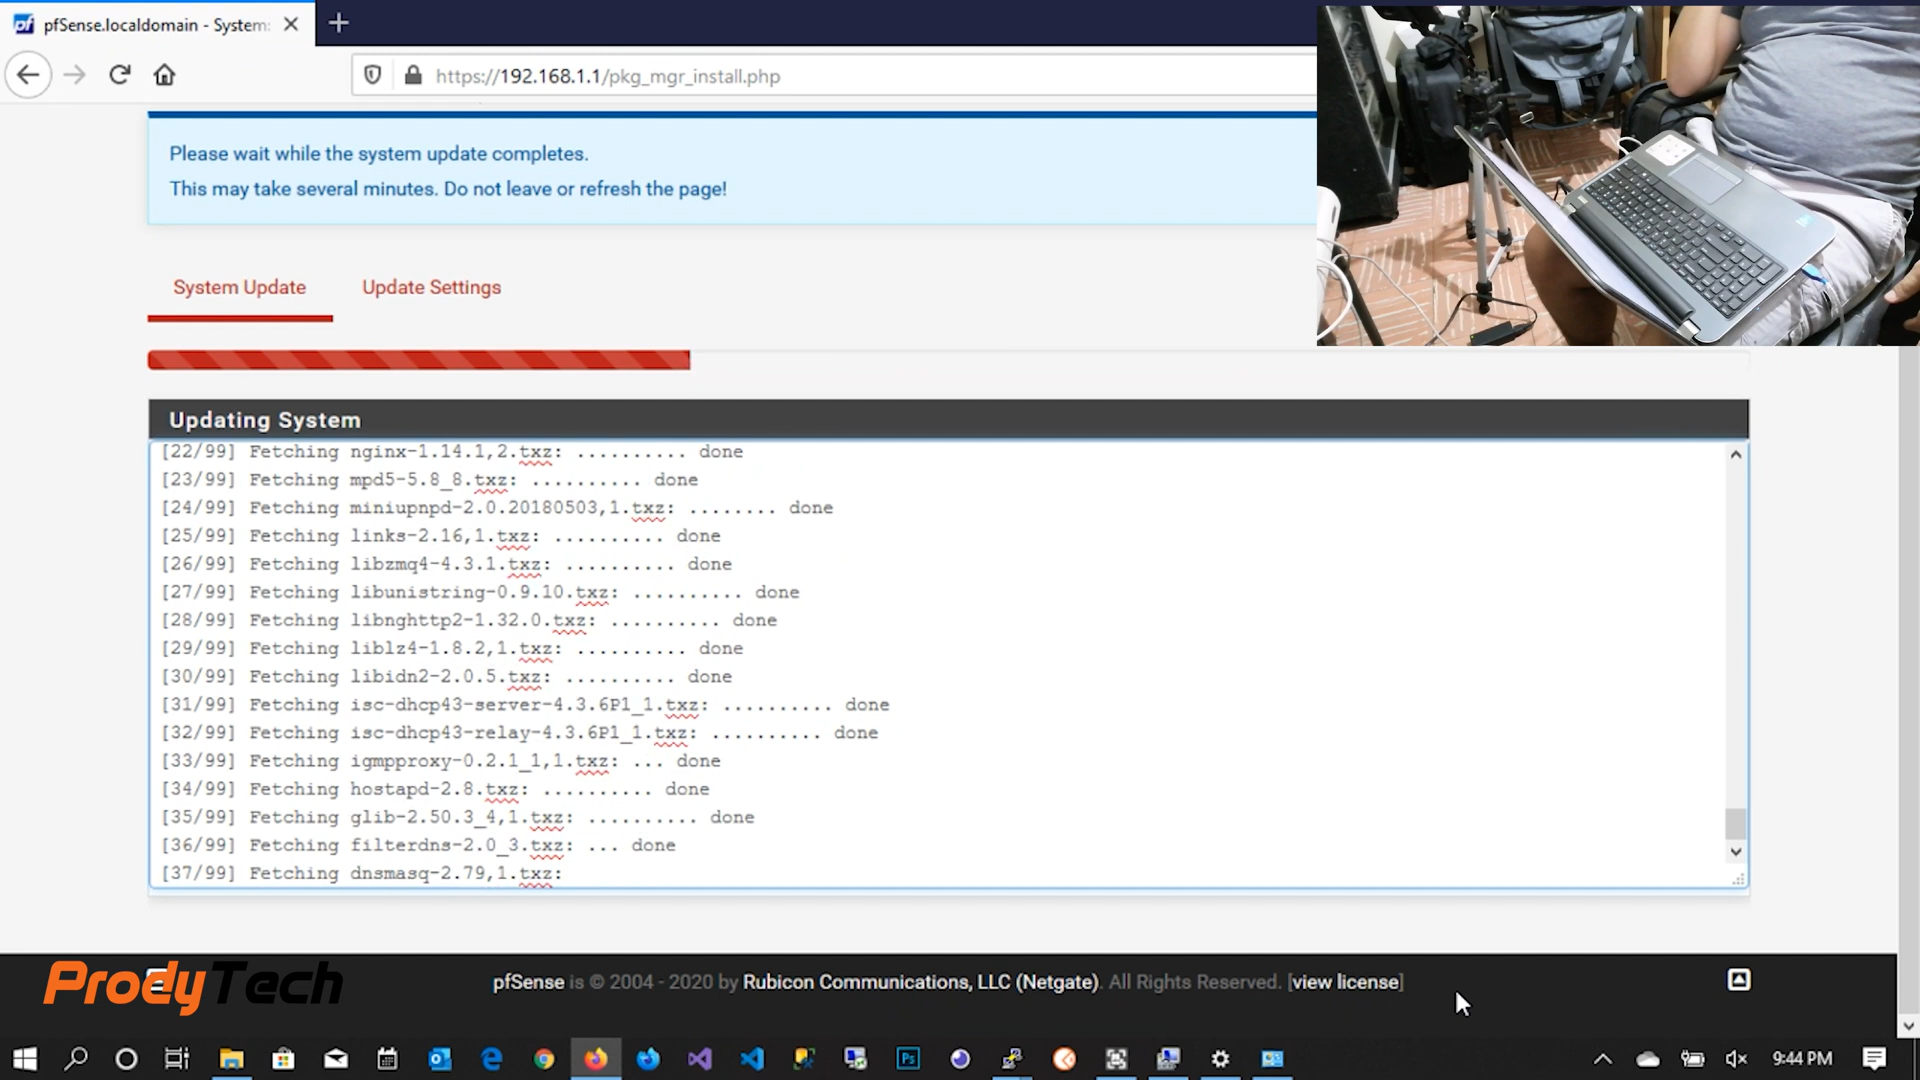 pfSense.localdomain - System:
https://192.168.1.1/pkg_mgr_install.php
Please wait while the system update completes.
This may take several minutes. Do not leave or refresh the page!
System Update
Update Settings
Updating System
[22/99] Fetching nginx-1.14.1,2.txz: .......... done
[23/99] Fetching mpd5-5.8_8.txz: .......... done
[24/99] Fetching miniupnpd-2.0.20180503,1.txz: ........ done
[25/99] Fetching links-2.16,1.txz: .......... done
[26/99] Fetching libzmq4-4.3.1.txz: .......... done
[27/99] Fetching libunistring-0.9.10.txz: .......... done
[28/99] Fetching libnghttp2-1.32.0.txz: .......... done
[29/99] Fetching liblz4-1.8.2,1.txz: .......... done
[30/99] Fetching libidn2-2.0.5.txz: .......... done
[31/99] Fetching isc-dhcp43-server-4.3.6P1_1.txz: .......... done
[32/99] Fetching isc-dhcp43-relay-4.3.6P1_1.txz: .......... done
[33/99] Fetching igmpproxy-0.2.1_1,1.txz: ... done
[34/99] Fetching hostapd-2.8.txz: .......... done
[35/99] Fetching glib-2.50.3_4,1.txz: .......... done
[36/99] Fetching filterdns-2.0_3.txz: ... done
[37/99] Fetching dnsmasq-2.79,1.txz:
ProdyTech
pfSense is © 2004 - 2020 by Rubicon Communications, LLC (Netgate). All Rights Reserved. [view license]
Ps
9:44 PM